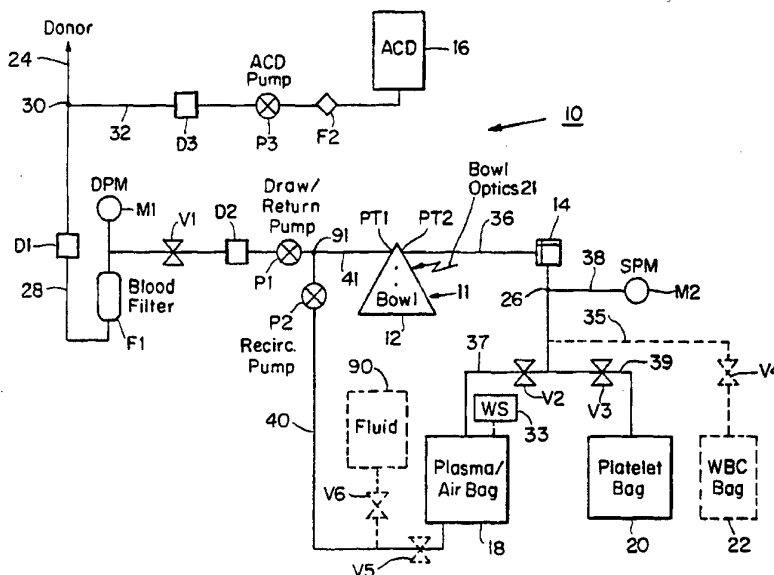 Donor
24
ACD
16
ACD
Pump
30
32
D3
P3
F2
10
DPM
M1
V1
D2
Draw/
Return
Pump
Bowl
Optics 21
PT1
PT2
36
14
D1
91
41
P1
38
SPM
M2
26
28
Blood
Filter
F1
P2
Recirc.
Pump
Bowl
11
12
35
37
39
V2
V3
V4
90
Fluid
WS
33
40
V6
Plasma/
Air Bag
Platelet
Bag
WBC
Bag
V5
18
20
22